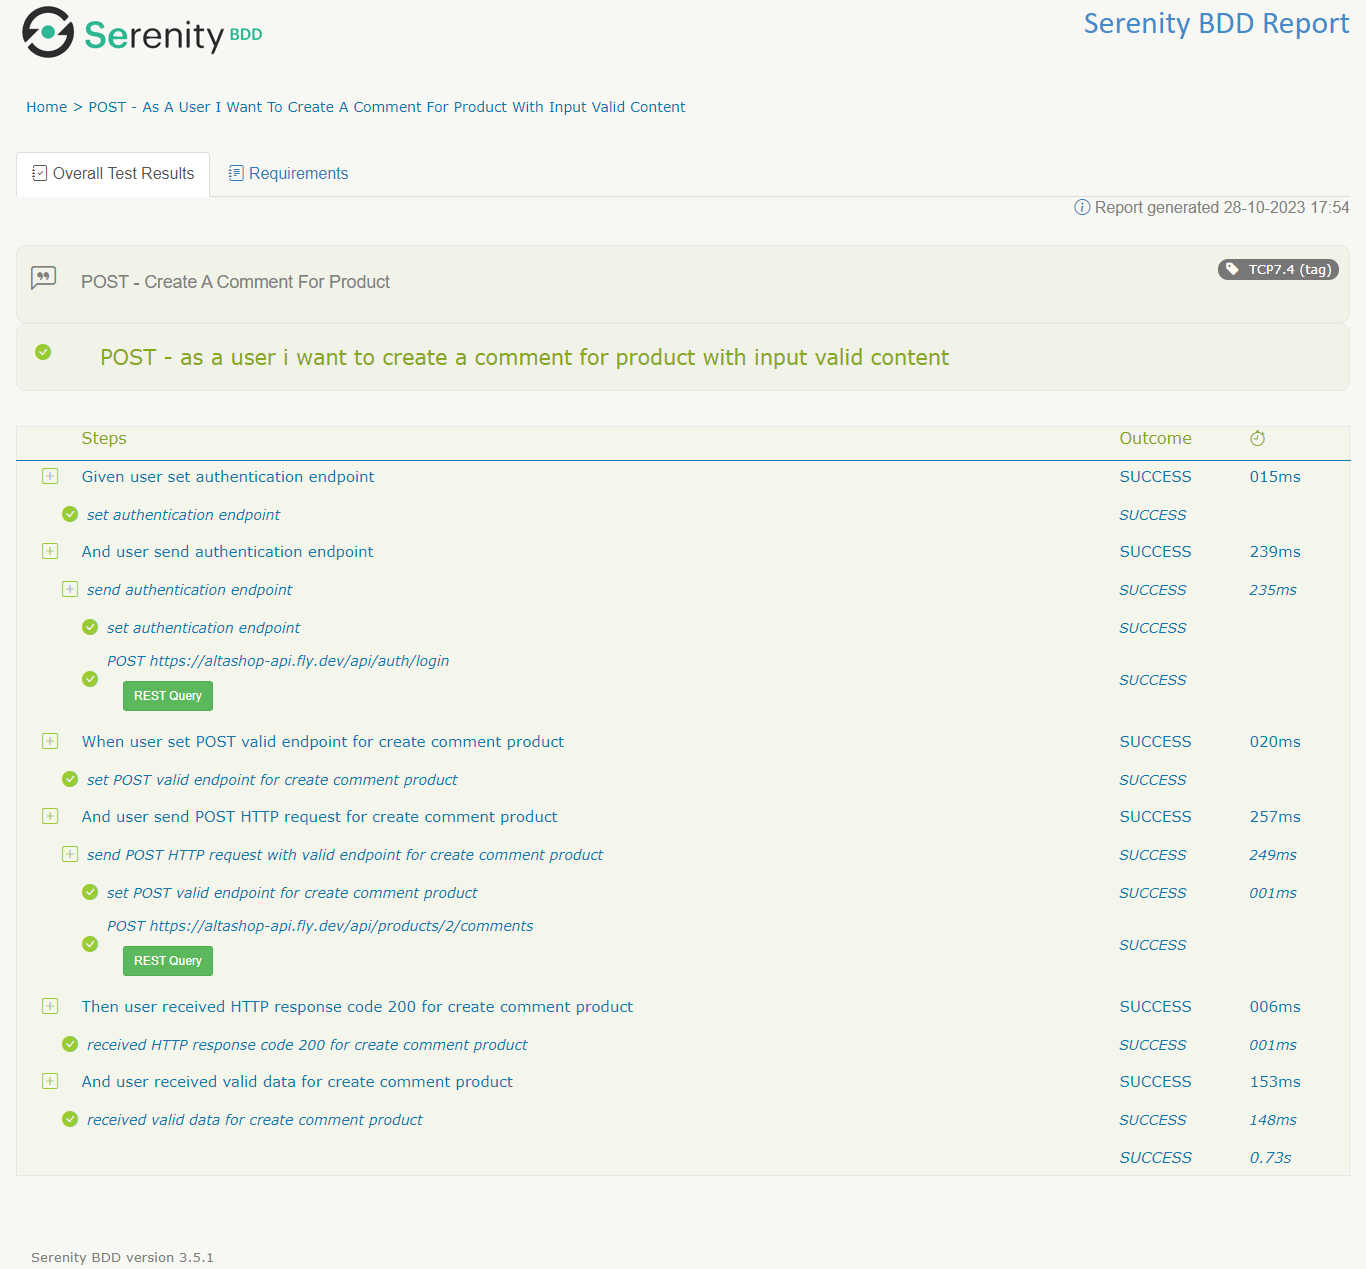 Serenity BDD
Serenity BDD Report
Home > POST - As A User I Want To Create A Comment For Product With Input Valid Content
Overall Test Results Requirements
Report generated 28-10-2023 17:54
POST - Create A Comment For Product TCP7.4 (tag)
POST - as a user i want to create a comment for product with input valid content
Steps Outcome
Given user set authentication endpoint SUCCESS 015ms
set authentication endpoint SUCCESS
And user send authentication endpoint SUCCESS 239ms
send authentication endpoint SUCCESS 235ms
set authentication endpoint SUCCESS
POST https://altashop-api.fly.dev/api/auth/login
SUCCESS
REST Query
When user set POST valid endpoint for create comment product SUCCESS 020ms
set POST valid endpoint for create comment product SUCCESS
And user send POST HTTP request for create comment product SUCCESS 257ms
send POST HTTP request with valid endpoint for create comment product SUCCESS 249ms
set POST valid endpoint for create comment product SUCCESS 001ms
POST https://altashop-api.fly.dev/api/products/2/comments
SUCCESS
REST Query
Then user received HTTP response code 200 for create comment product SUCCESS 006ms
received HTTP response code 200 for create comment product SUCCESS 001ms
And user received valid data for create comment product SUCCESS 153ms
received valid data for create comment product SUCCESS 148ms
SUCCESS 0.73s
Serenity BDD version 3.5.1